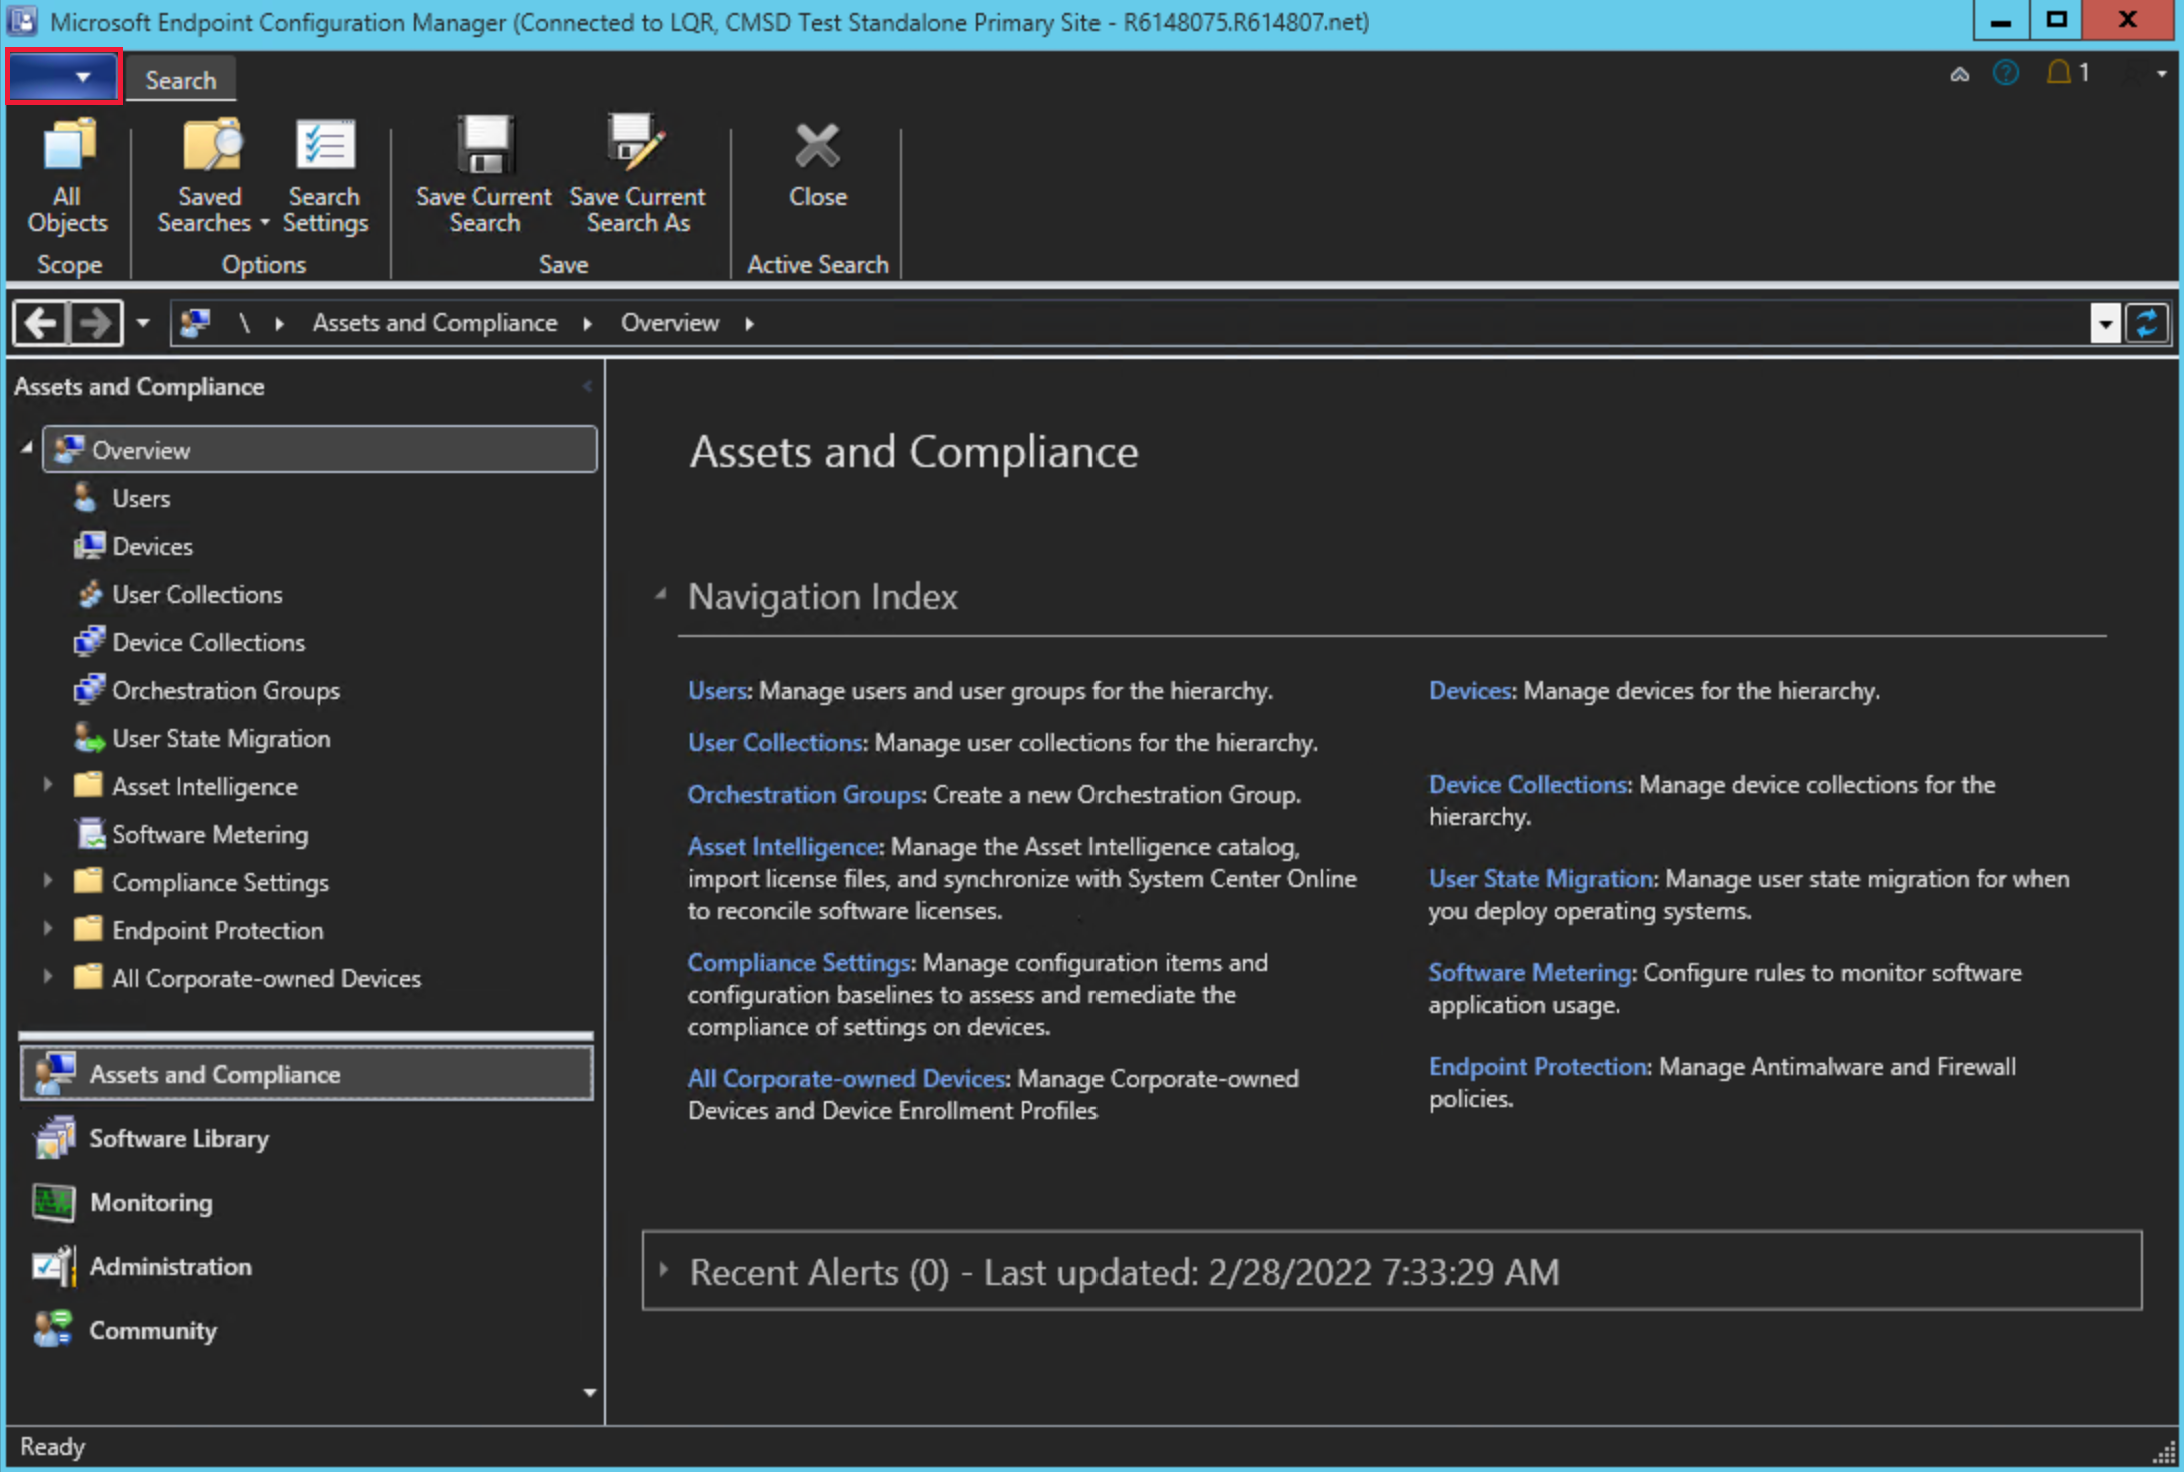 Microsoft Endpoint Configuration Manager (Connected to LQR, CMSD Test Standalone Primary Site - R6148075.R614807.net)
Search
1
All
Objects
Saved
Searches
Search
Settings
Save Current
Search
Save Current
Search As
Close
Scope
Options
Save
Active Search
\ Assets and Compliance Overview
Assets and Compliance
Overview
Users
Devices
User Collections
Device Collections
Orchestration Groups
User State Migration
Asset Intelligence
Software Metering
Compliance Settings
Endpoint Protection
All Corporate-owned Devices
Assets and Compliance
Software Library
Monitoring
Administration
Community
Assets and Compliance
Navigation Index
Users: Manage users and user groups for the hierarchy.
User Collections: Manage user collections for the hierarchy.
Orchestration Groups: Create a new Orchestration Group.
Asset Intelligence: Manage the Asset Intelligence catalog,
import license files, and synchronize with System Center Online
to reconcile software licenses.
Compliance Settings: Manage configuration items and
configuration baselines to assess and remediate the
compliance of settings on devices.
All Corporate-owned Devices: Manage Corporate-owned
Devices and Device Enrollment Profiles
Devices: Manage devices for the hierarchy.
Device Collections: Manage device collections for the
hierarchy.
User State Migration: Manage user state migration for when
you deploy operating systems.
Software Metering: Configure rules to monitor software
application usage.
Endpoint Protection: Manage Antimalware and Firewall
policies.
Recent Alerts (0) - Last updated: 2/28/2022 7:33:29 AM
Ready